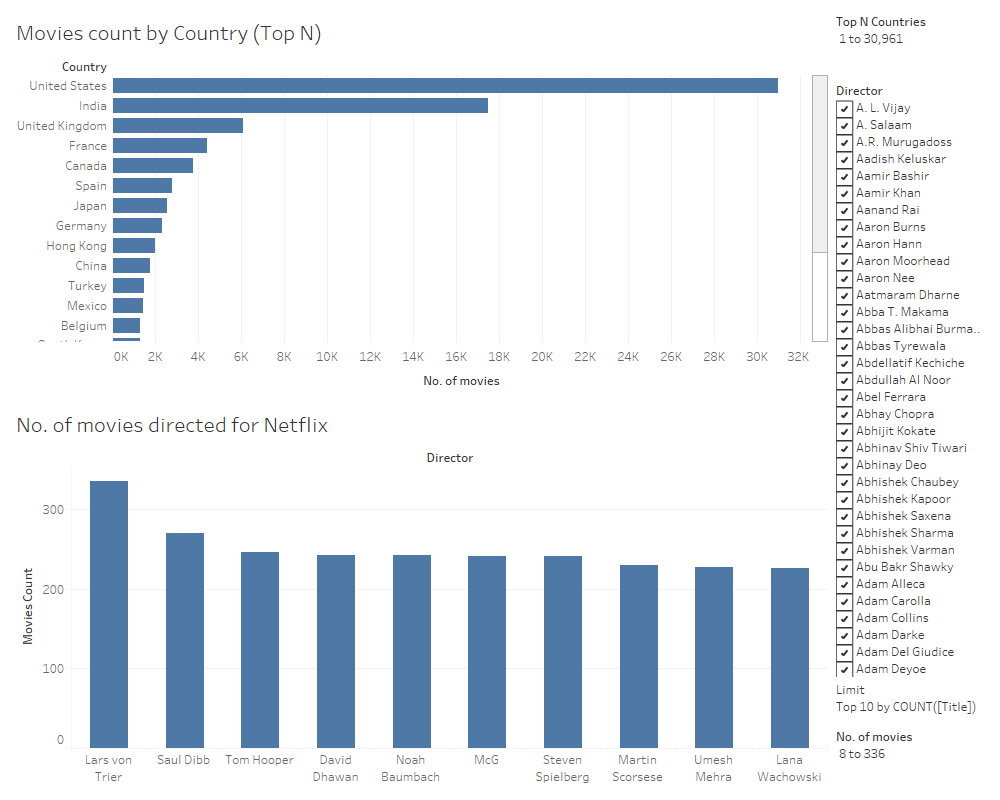 Movies count by Country (Top N)
Country
United States
India
United Kingdom
France
Canada
Spain
Japan
Germany
Hong Kong
China
Turkey
Mexico
Belgium
0K 2K 4K 6K 8K 10K 12K 14K 16K 18K 20K 22K 24K 26K 28K 30K 32K
No. of movies
No. of movies directed for Netflix
Director
Movies Count
300
200
100
0
Lars von Trier
Saul Dibb
Tom Hooper
David Dhawan
Noah Baumbach
McG
Steven Spielberg
Martin Scorsese
Umesh Mehra
Lana Wachowski
Top N Countries
1 to 30,961
Director
A. L. Vijay
A. Salaam
A.R. Murugadoss
Aadish Keluskar
Aamir Bashir
Aamir Khan
Aanand Rai
Aaron Burns
Aaron Hann
Aaron Moorhead
Aaron Nee
Aatmaram Dharne
Abba T. Makama
Abbas Alibhai Burma..
Abbas Tyrewala
Abdellatif Kechiche
Abdullah Al Noor
Abel Ferrara
Abhay Chopra
Abhijit Kokate
Abhinav Shiv Tiwari
Abhinay Deo
Abhishek Chaubey
Abhishek Kapoor
Abhishek Saxena
Abhishek Sharma
Abhishek Varman
Abu Bakr Shawky
Adam Alleca
Adam Carolla
Adam Collins
Adam Darke
Adam Del Giudice
Adam Deyoe
Limit
Top 10 by COUNT([Title])
No. of movies
8 to 336